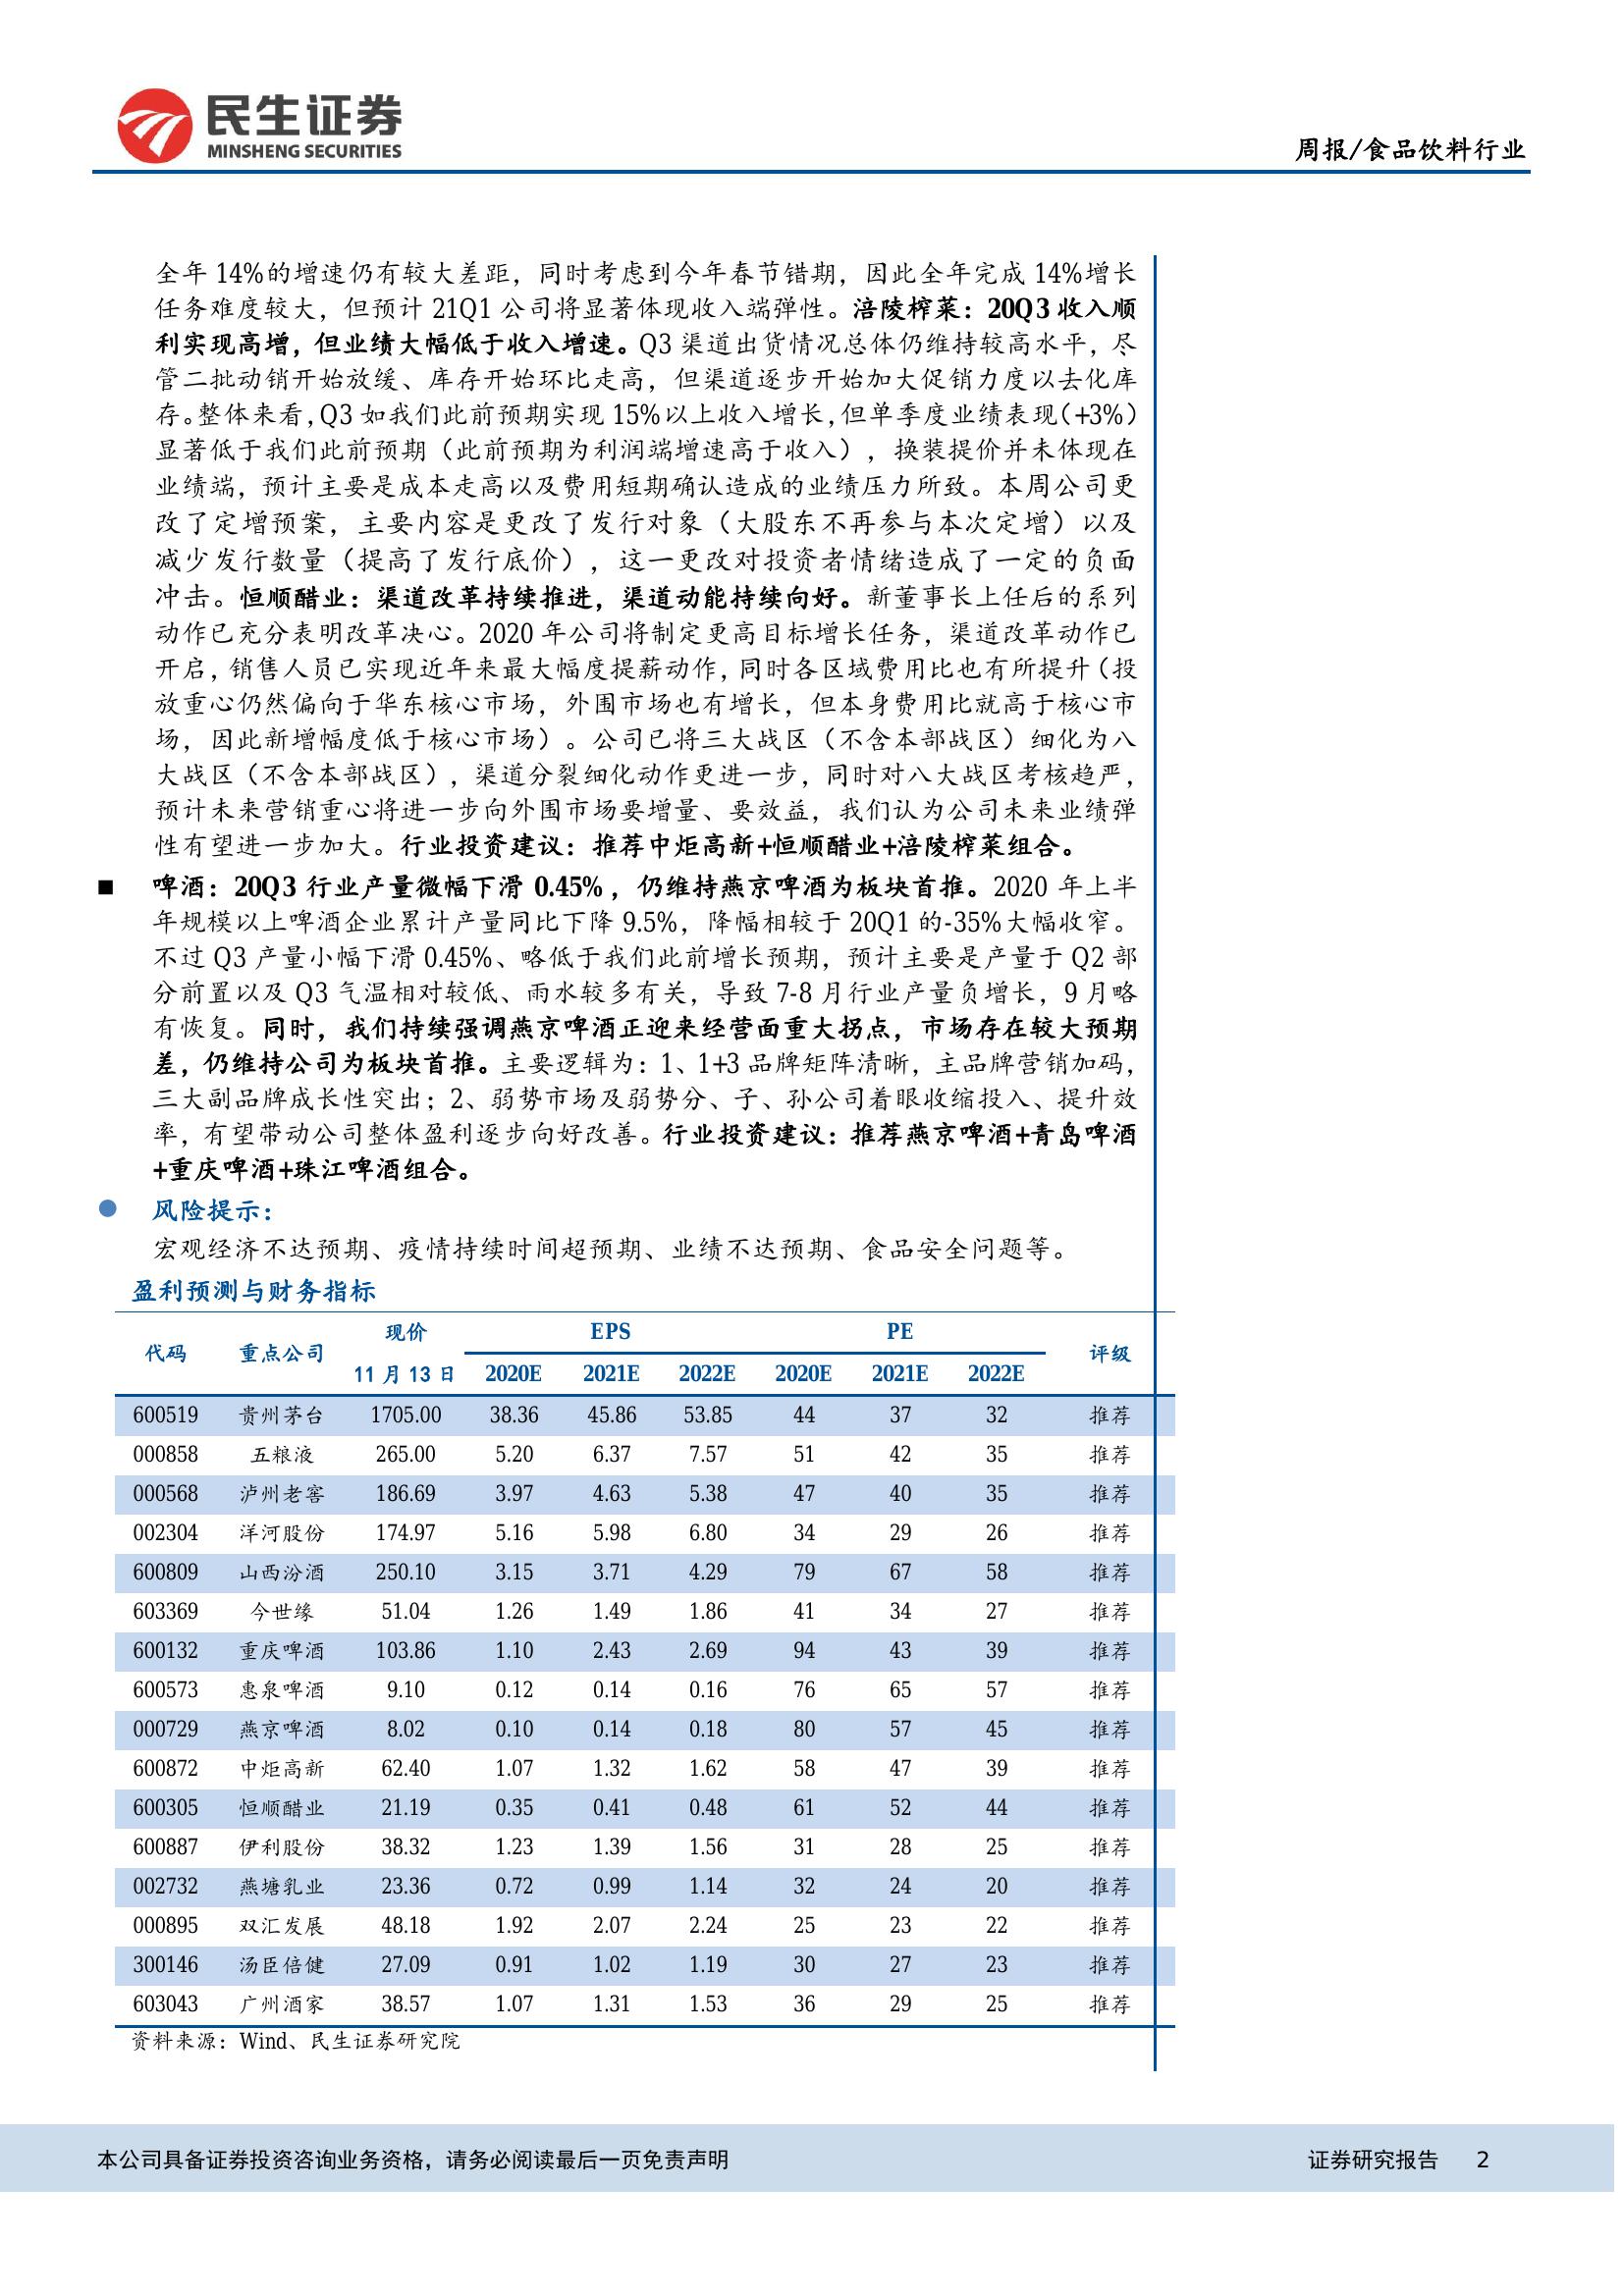 民生证券
MINSHENG SECURITIES
周报/食品饮料行业
全年 14%的增速仍有较大差距，同时考虑到今年春节错期，因此全年完成 14%增长
任务难度较大，但预计 21Q1 公司将显著体现收入端弹性。涪陵榨菜：20Q3 收入顺
利实现高增，但业绩大幅低于收入增速。Q3 渠道出货情况总体仍维持较高水平，尽
管二批动销开始放缓、库存开始环比走高，但渠道逐步开始加大促销力度以去化库
存。整体来看，Q3 如我们此前预期实现 15%以上收入增长，但单季度业绩表现（+3%）
显著低于我们此前预期（此前预期为利润端增速高于收入），换装提价并未体现在
业绩端，预计主要是成本走高以及费用短期确认造成的业绩压力所致。本周公司更
改了定增预案，主要内容是更改了发行对象（大股东不再参与本次定增）以及
减少发行数量（提高了发行底价），这一更改对投资者情绪造成了一定的负面
冲击。恒顺醋业：渠道改革持续推进，渠道动能持续向好。新董事长上任后的系列
动作已充分表明改革决心。2020 年公司将制定更高目标增长任务，渠道改革动作已
开启，销售人员已实现近年来最大幅度提薪动作，同时各区域费用比也有所提升（投
放重心仍然偏向于华东核心市场，外围市场也有增长，但本身费用比就高于核心市
场，因此新增幅度低于核心市场）。公司已将三大战区（不含本部战区）细化为八
大战区（不含本部战区），渠道分裂细化动作更进一步，同时对八大战区考核趋严，
预计未来营销重心将进一步向外围市场要增量、要效益，我们认为公司未来业绩弹
性有望进一步加大。行业投资建议：推荐中炬高新+恒顺醋业+涪陵榨菜组合。
■ 啤酒：20Q3 行业产量微幅下滑 0.45%，仍维持燕京啤酒为板块首推。2020 年上半
年规模以上啤酒企业累计产量同比下降 9.5%，降幅相较于 20Q1 的-35%大幅收窄。
不过 Q3 产量小幅下滑 0.45%、略低于我们此前增长预期，预计主要是产量于 Q2 部
分前置以及 Q3 气温相对较低、雨水较多有关，导致 7-8 月行业产量负增长，9 月略
有恢复。同时，我们持续强调燕京啤酒正迎来经营面重大拐点，市场存在较大预期
差，仍维持公司为板块首推。主要逻辑为：1、1+3 品牌矩阵清晰，主品牌营销加码，
三大副品牌成长性突出；2、弱势市场及弱势分、子、孙公司着眼收缩投入、提升效
率，有望带动公司整体盈利逐步向好改善。行业投资建议：推荐燕京啤酒+青岛啤酒
+重庆啤酒+珠江啤酒组合。
● 风险提示：
宏观经济不达预期、疫情持续时间超预期、业绩不达预期、食品安全问题等。
盈利预测与财务指标
代码 重点公司 现价 EPS PE 评级
11 月 13 日 2020E 2021E 2022E 2020E 2021E 2022E
600519 贵州茅台 1705.00 38.36 45.86 53.85 44 37 32 推荐
000858 五粮液 265.00 5.20 6.37 7.57 51 42 35 推荐
000568 泸州老窖 186.69 3.97 4.63 5.38 47 40 35 推荐
002304 洋河股份 174.97 5.16 5.98 6.80 34 29 26 推荐
600809 山西汾酒 250.10 3.15 3.71 4.29 79 67 58 推荐
603369 今世缘 51.04 1.26 1.49 1.86 41 34 27 推荐
600132 重庆啤酒 103.86 1.10 2.43 2.69 94 43 39 推荐
600573 惠泉啤酒 9.10 0.12 0.14 0.16 76 65 57 推荐
000729 燕京啤酒 8.02 0.10 0.14 0.18 80 57 45 推荐
600872 中炬高新 62.40 1.07 1.32 1.62 58 47 39 推荐
600305 恒顺醋业 21.19 0.35 0.41 0.48 61 52 44 推荐
600887 伊利股份 38.32 1.23 1.39 1.56 31 28 25 推荐
002732 燕塘乳业 23.36 0.72 0.99 1.14 32 24 20 推荐
000895 双汇发展 48.18 1.92 2.07 2.24 25 23 22 推荐
300146 汤臣倍健 27.09 0.91 1.02 1.19 30 27 23 推荐
603043 广州酒家 38.57 1.07 1.31 1.53 36 29 25 推荐
资料来源：Wind、民生证券研究院
本公司具备证券投资咨询业务资格，请务必阅读最后一页免责声明
证券研究报告 2